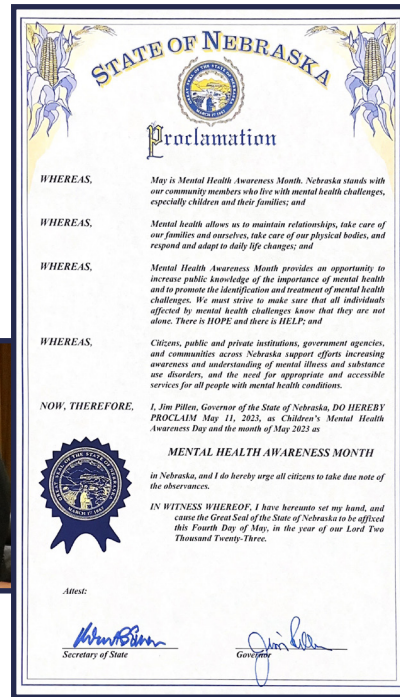 STATE OF NEBRASKA
Proclamation
WHEREAS, May is Mental Health Awareness Month. Nebraska stands with
our community members who live with mental health challenges,
especially children and their families; and
WHEREAS, Mental health allows us to maintain relationships, take care of
our families and ourselves, take care of our physical bodies, and
respond and adapt to daily life changes; and
WHEREAS, Mental Health Awareness Month provides an opportunity to
increase public knowledge of the importance of mental health
and to promote the identification and treatment of mental health
challenges. We must strive to make sure that all individuals
affected by mental health challenges know that they are not
alone. There is HOPE and there is HELP; and
WHEREAS, Citizens, public and private institutions, government agencies,
and communities across Nebraska support efforts increasing
awareness and understanding of mental illness and substance
use disorders, and the need for appropriate and accessible
services for all people with mental health conditions.
NOW, THEREFORE, I, Jim Pillen, Governor of the State of Nebraska, DO HEREBY
PROCLAIM May 11, 2023, as Children's Mental Health
Awareness Day and the month of May 2023 as
MENTAL HEALTH AWARENESS MONTH
in Nebraska, and I do hereby urge all citizens to take due note of
the observances.
IN WITNESS WHEREOF, I have hereunto set my hand, and
cause the Great Seal of the State of Nebraska to be affixed
this Fourth Day of May, in the year of our Lord Two
Thousand Twenty-Three.
Attest:
Secretary of State
Governor